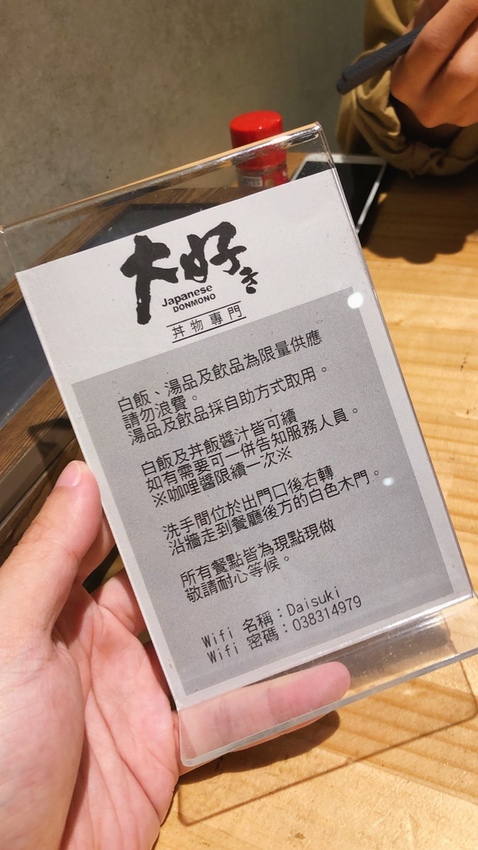 大好き
Japanese
DONMONO
丼物專門
白飯、湯品及飲品為限量供應
請勿浪費。
湯品及飲品採自助方式取用。
白飯及丼飯醬汁皆可續
如有需要可一併告知服務人員。
※咖哩醬限續一次※
洗手間位於出門口後右轉
沿牆走到餐廳後方的白色木門。
所有餐點皆為現點現做
敬請耐心等候。
Wifi 名稱：Daisuki
Wifi 密碼：038314979